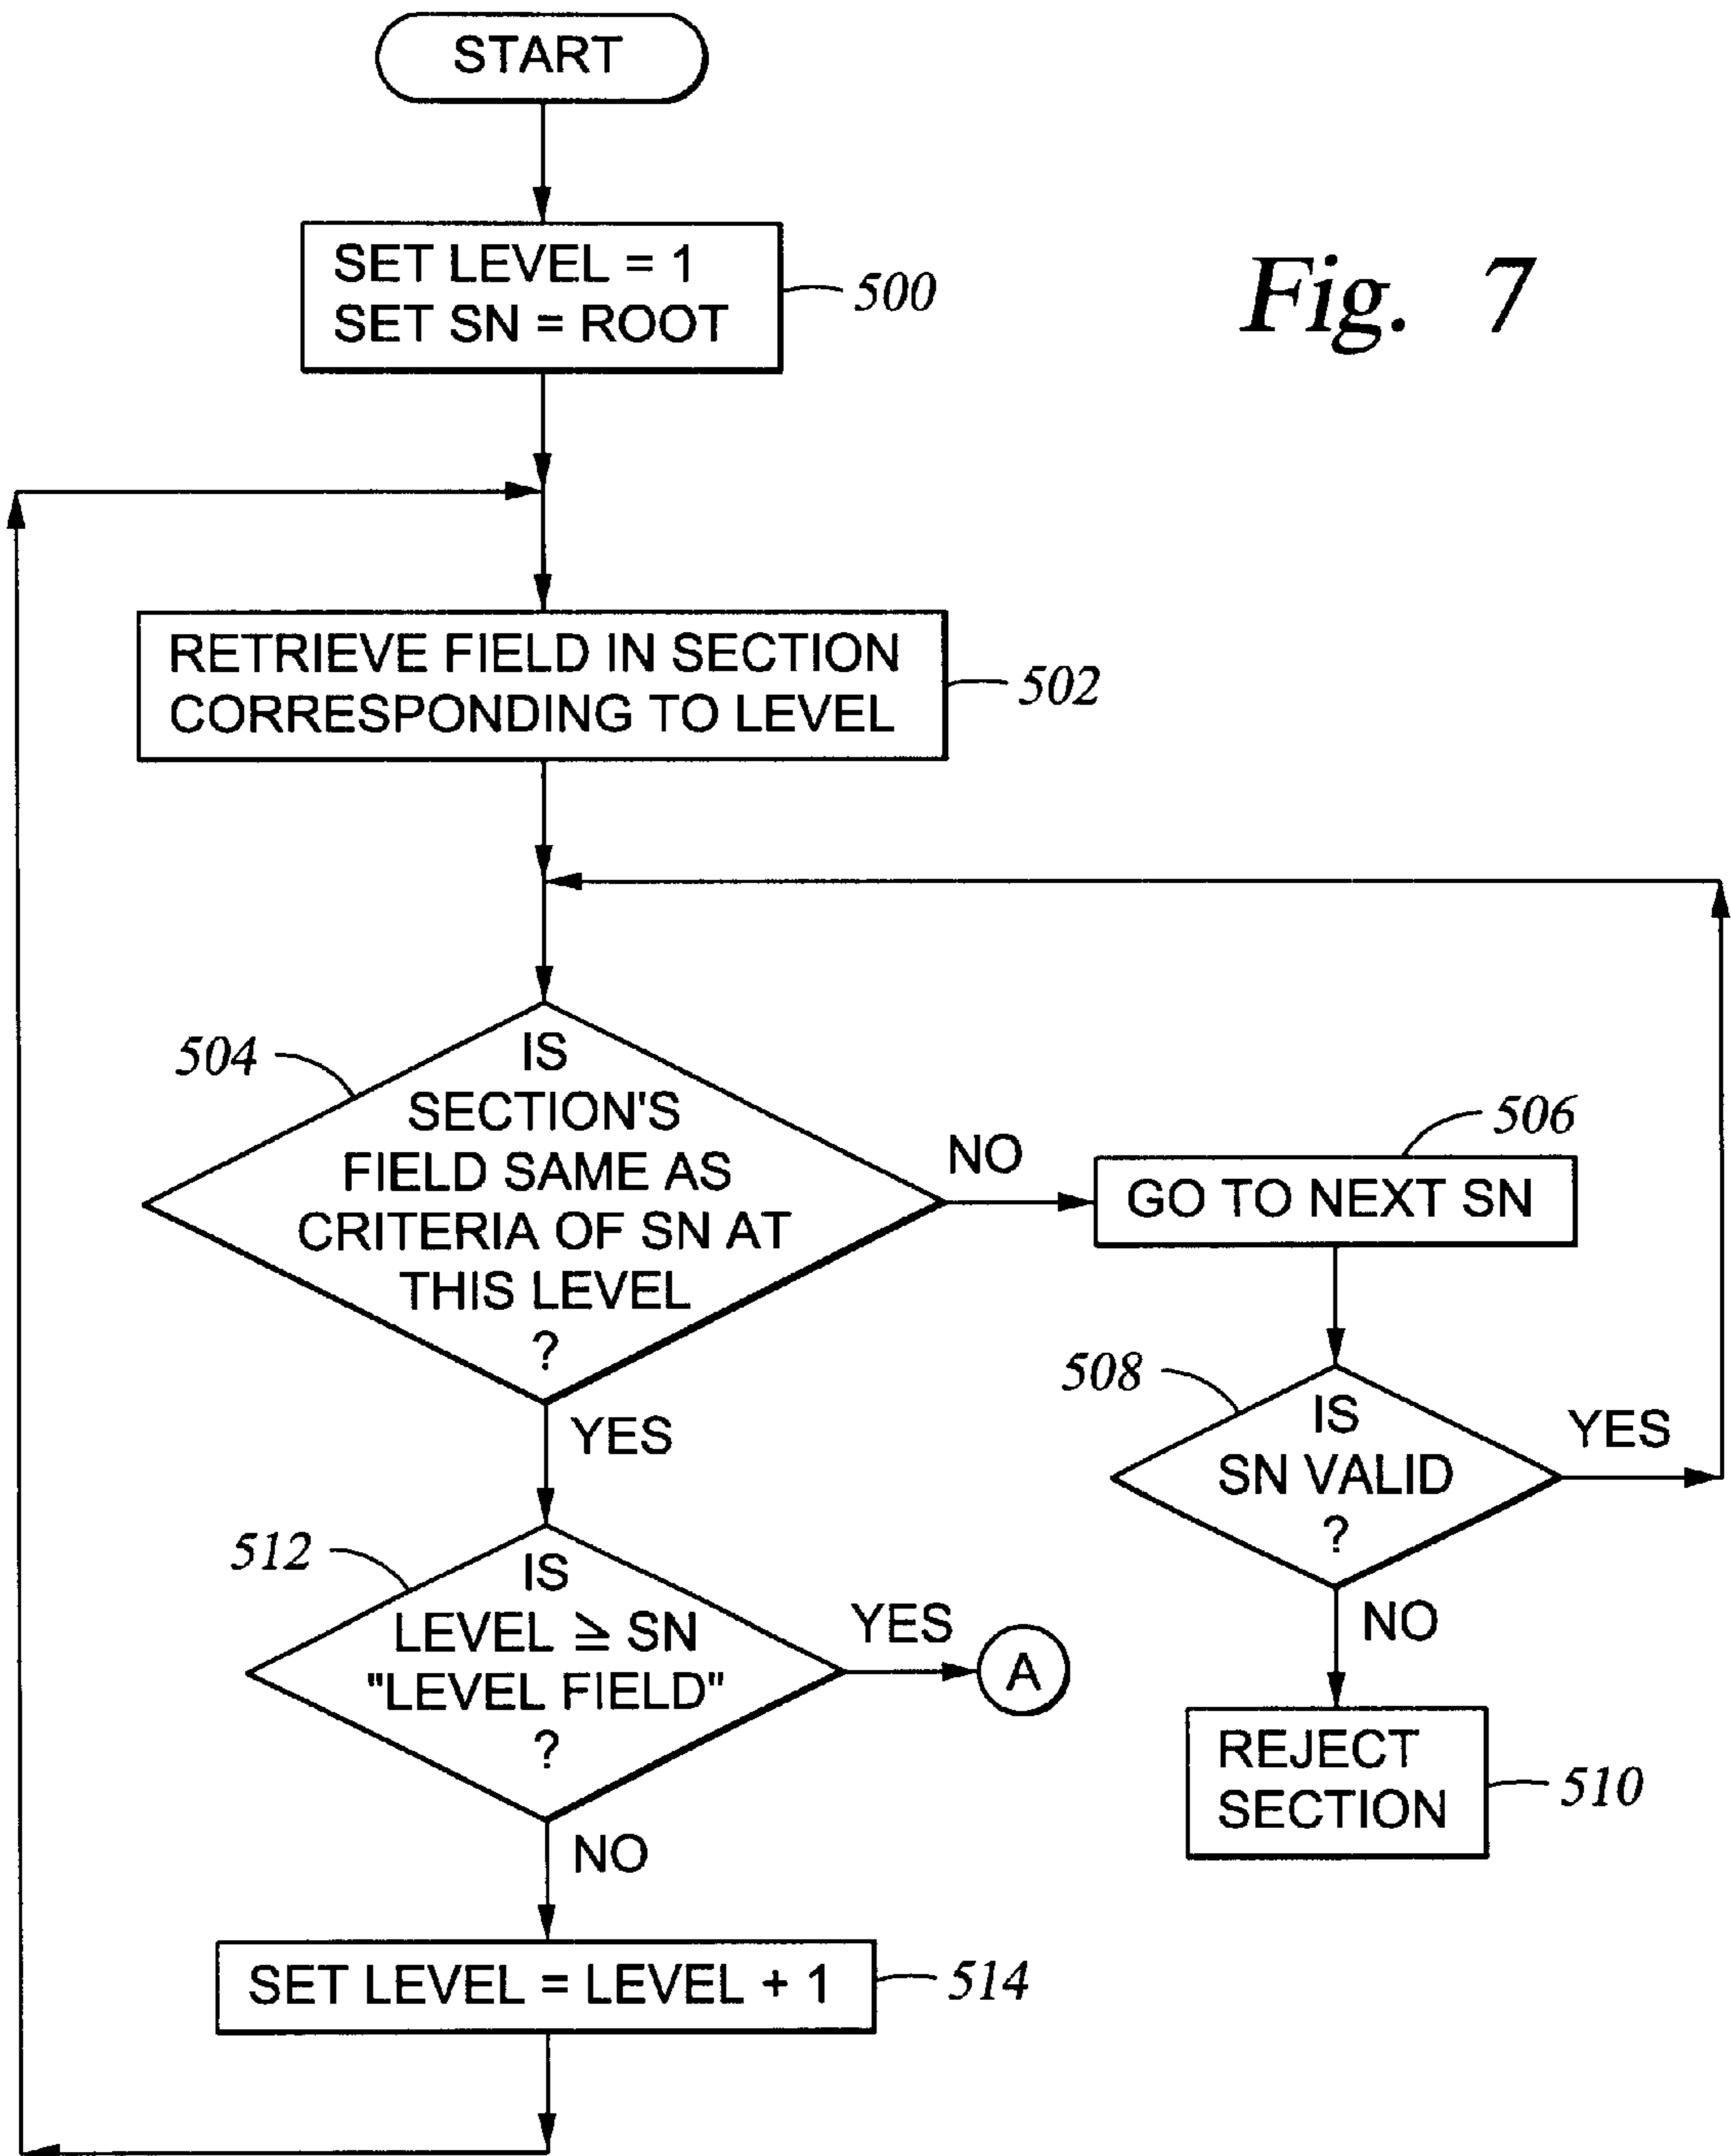 START
SET LEVEL = 1
SET SN = ROOT
500
Fig. 7
RETRIEVE FIELD IN SECTION
CORRESPONDING TO LEVEL
502
504
IS
SECTION'S
FIELD SAME AS
CRITERIA OF SN AT
THIS LEVEL
?
NO
506
GO TO NEXT SN
YES
508
IS
SN VALID
?
YES
NO
REJECT
SECTION
510
512
IS
LEVEL ≧ SN
"LEVEL FIELD"
?
YES
A
NO
SET LEVEL = LEVEL + 1
514